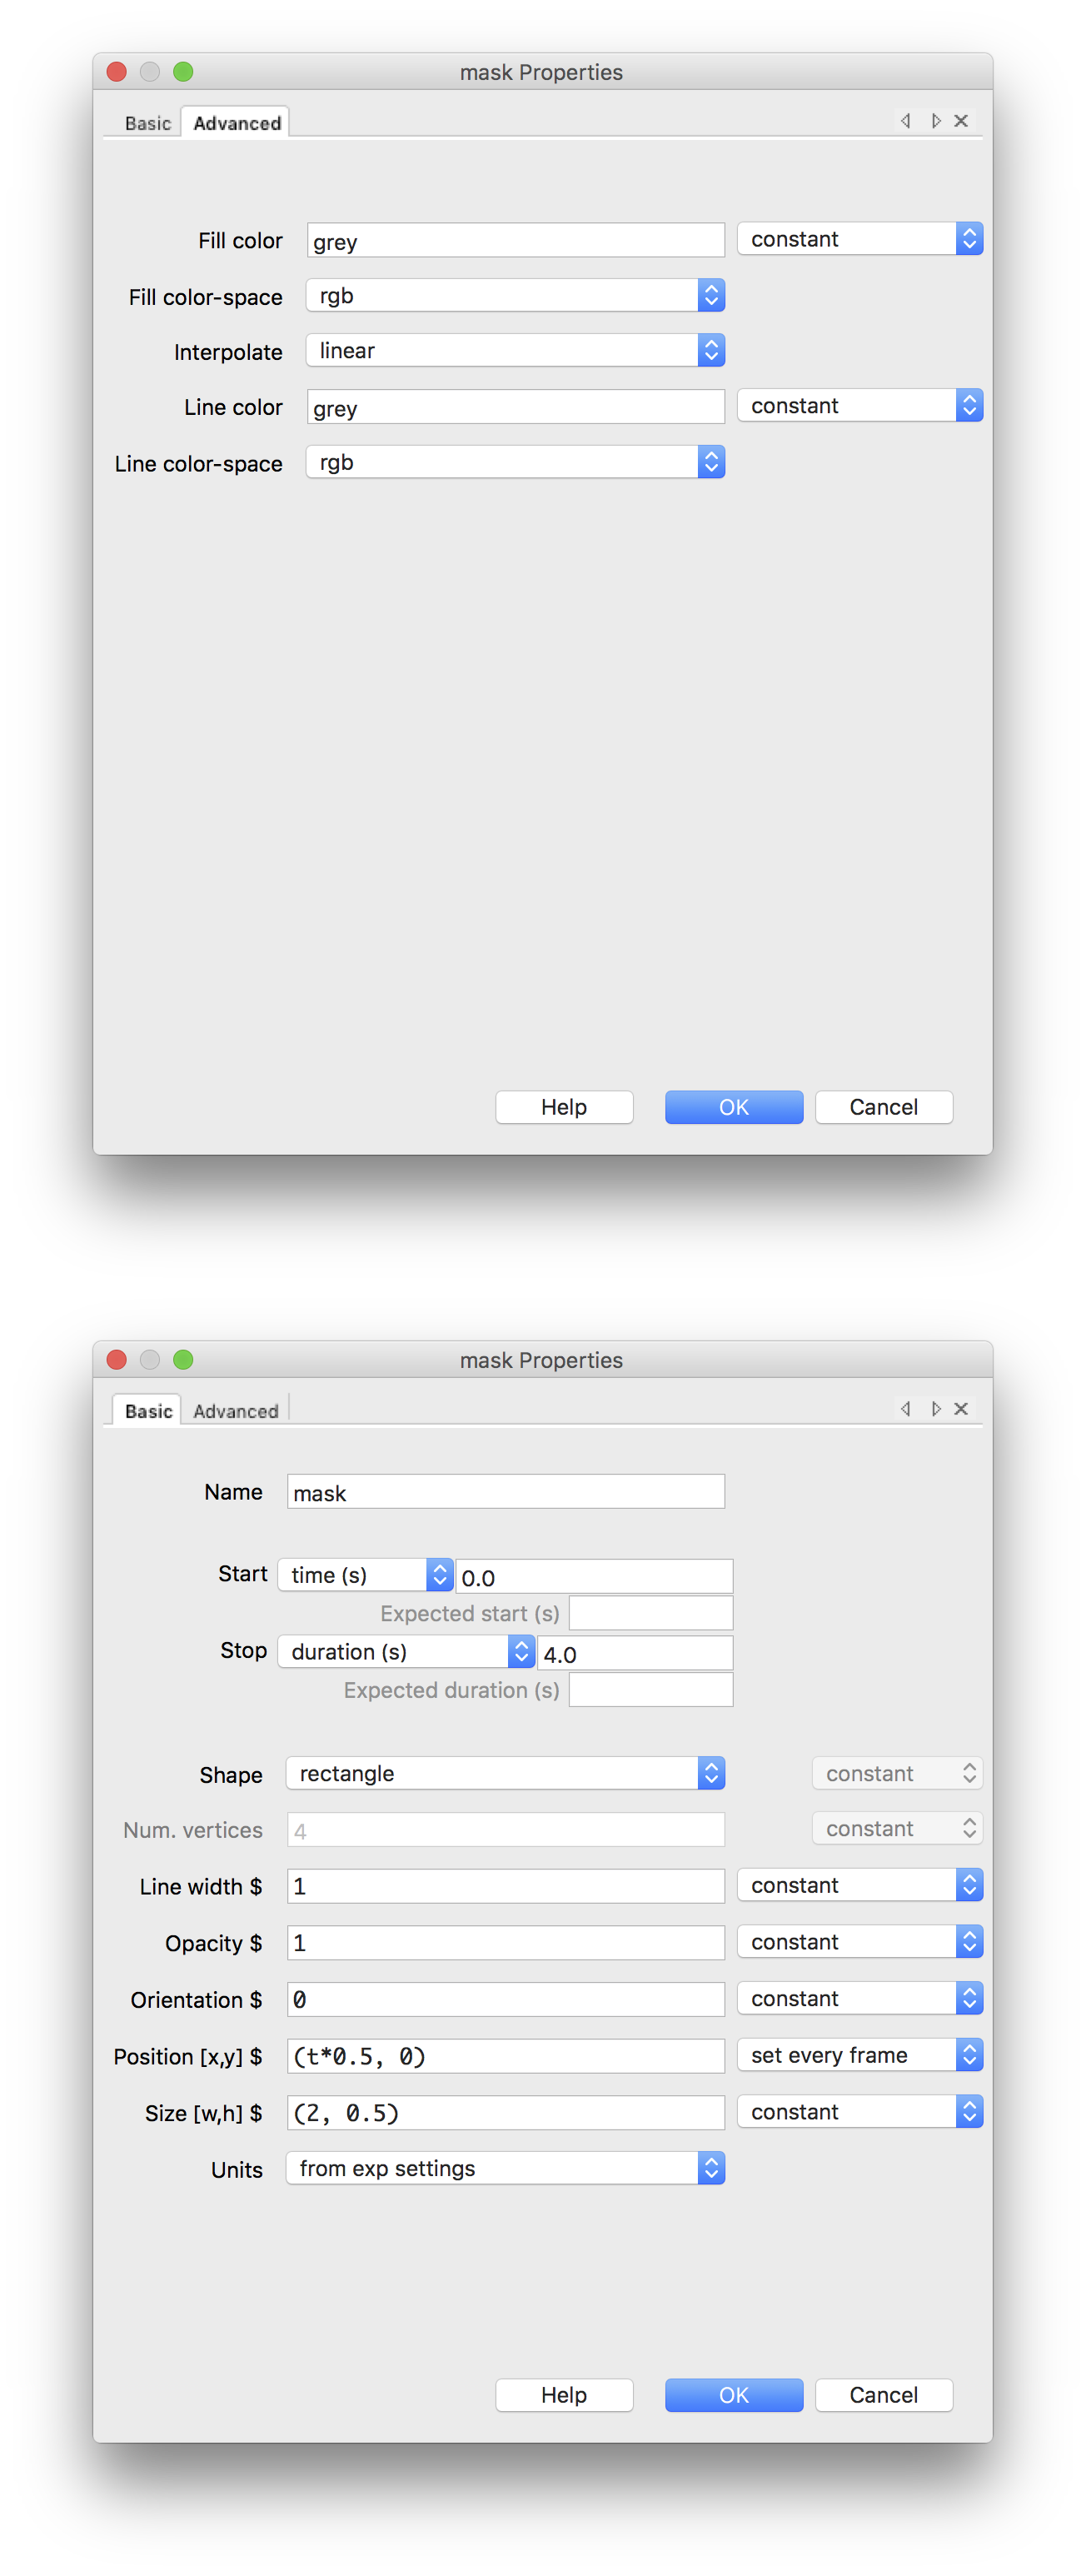 mask Properties
Basic Advanced
Fill color grey constant
Fill color-space rgb
Interpolate linear
Line color grey constant
Line color-space rgb
Help OK Cancel
mask Properties
Basic Advanced
Name mask
Start time (s) 0.0
Expected start (s)
Stop duration (s) 4.0
Expected duration (s)
Shape rectangle constant
Num. vertices 4 constant
Line width $ 1 constant
Opacity $ 1 constant
Orientation $ 0 constant
Position [x,y] $ (t*0.5, 0) set every frame
Size [w,h] $ (2, 0.5) constant
Units from exp settings
Help OK Cancel